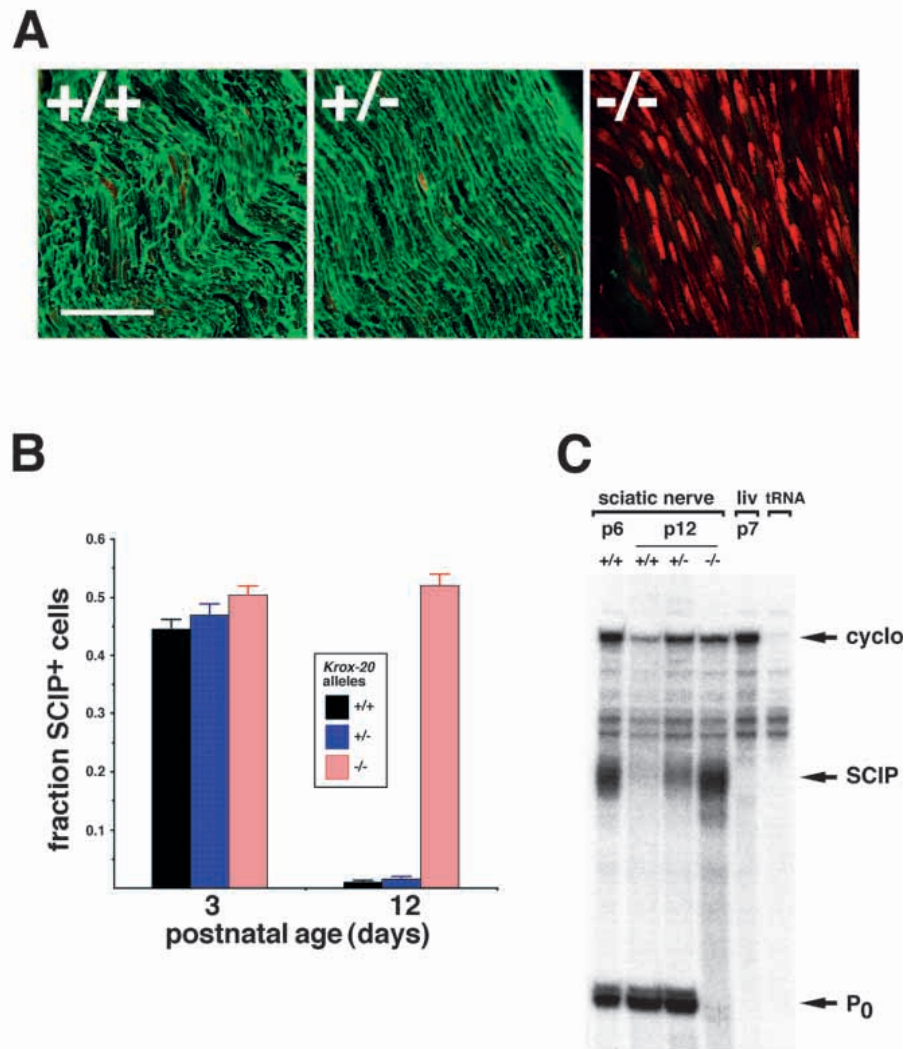 A
+/+ +/- -/-
B
0.6
0.5
0.4
0.3
0.2
0.1
fraction SCIP+ cells
Krox-20
alleles
+/+
+/-
-/-
3 12
postnatal age (days)
C
sciatic nerve liv tRNA
p6 p12 p7
+/+ +/+ +/- -/-
cyclo
SCIP
P0